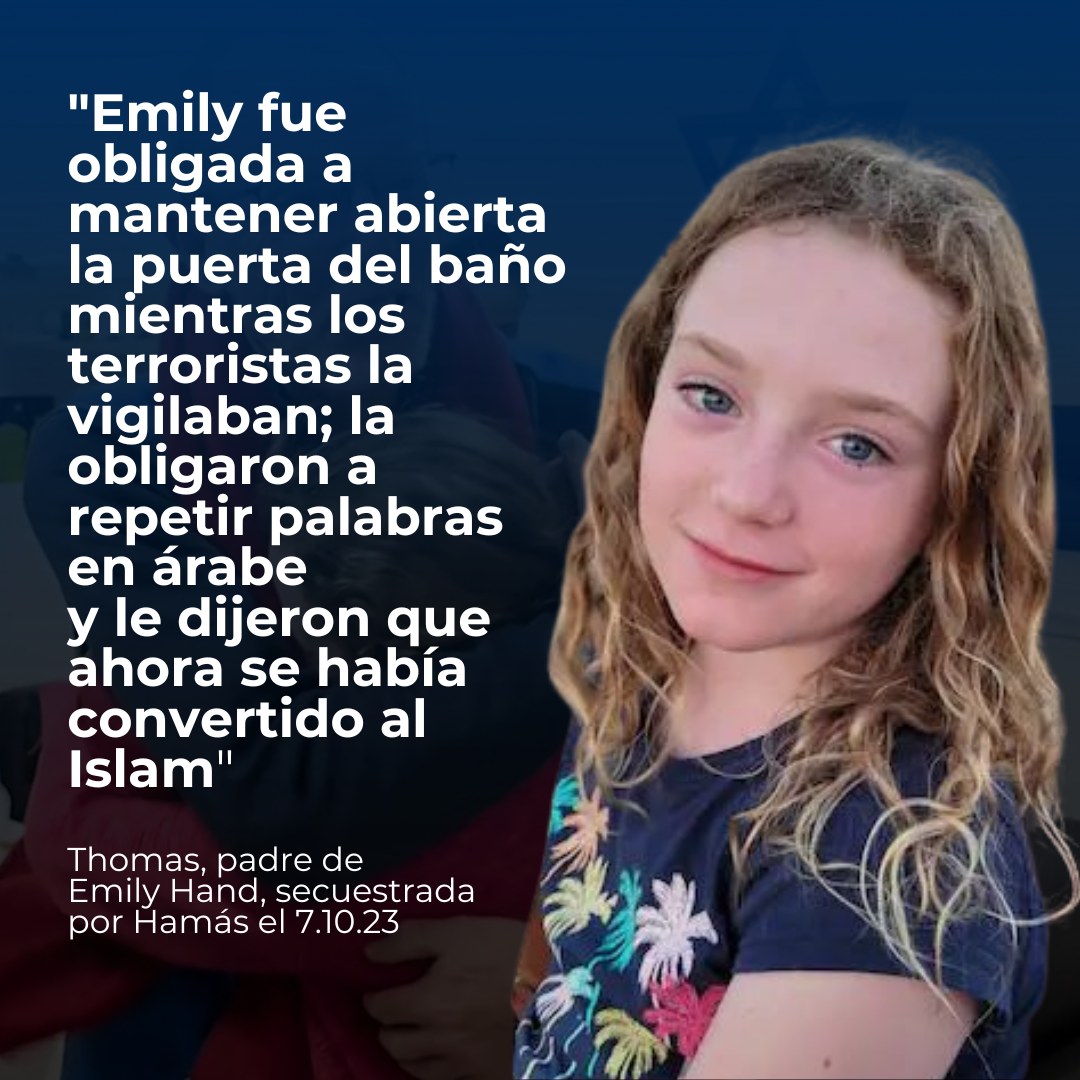 "Emily fue
obligada a
mantener abierta
la puerta del baño
mientras los
terroristas la
vigilaban; la
obligaron a
repetir palabras
en árabe
y le dijeron que
ahora se había
convertido al
Islam"
Thomas, padre de
Emily Hand, secuestrada
por Hamás el 7.10.23